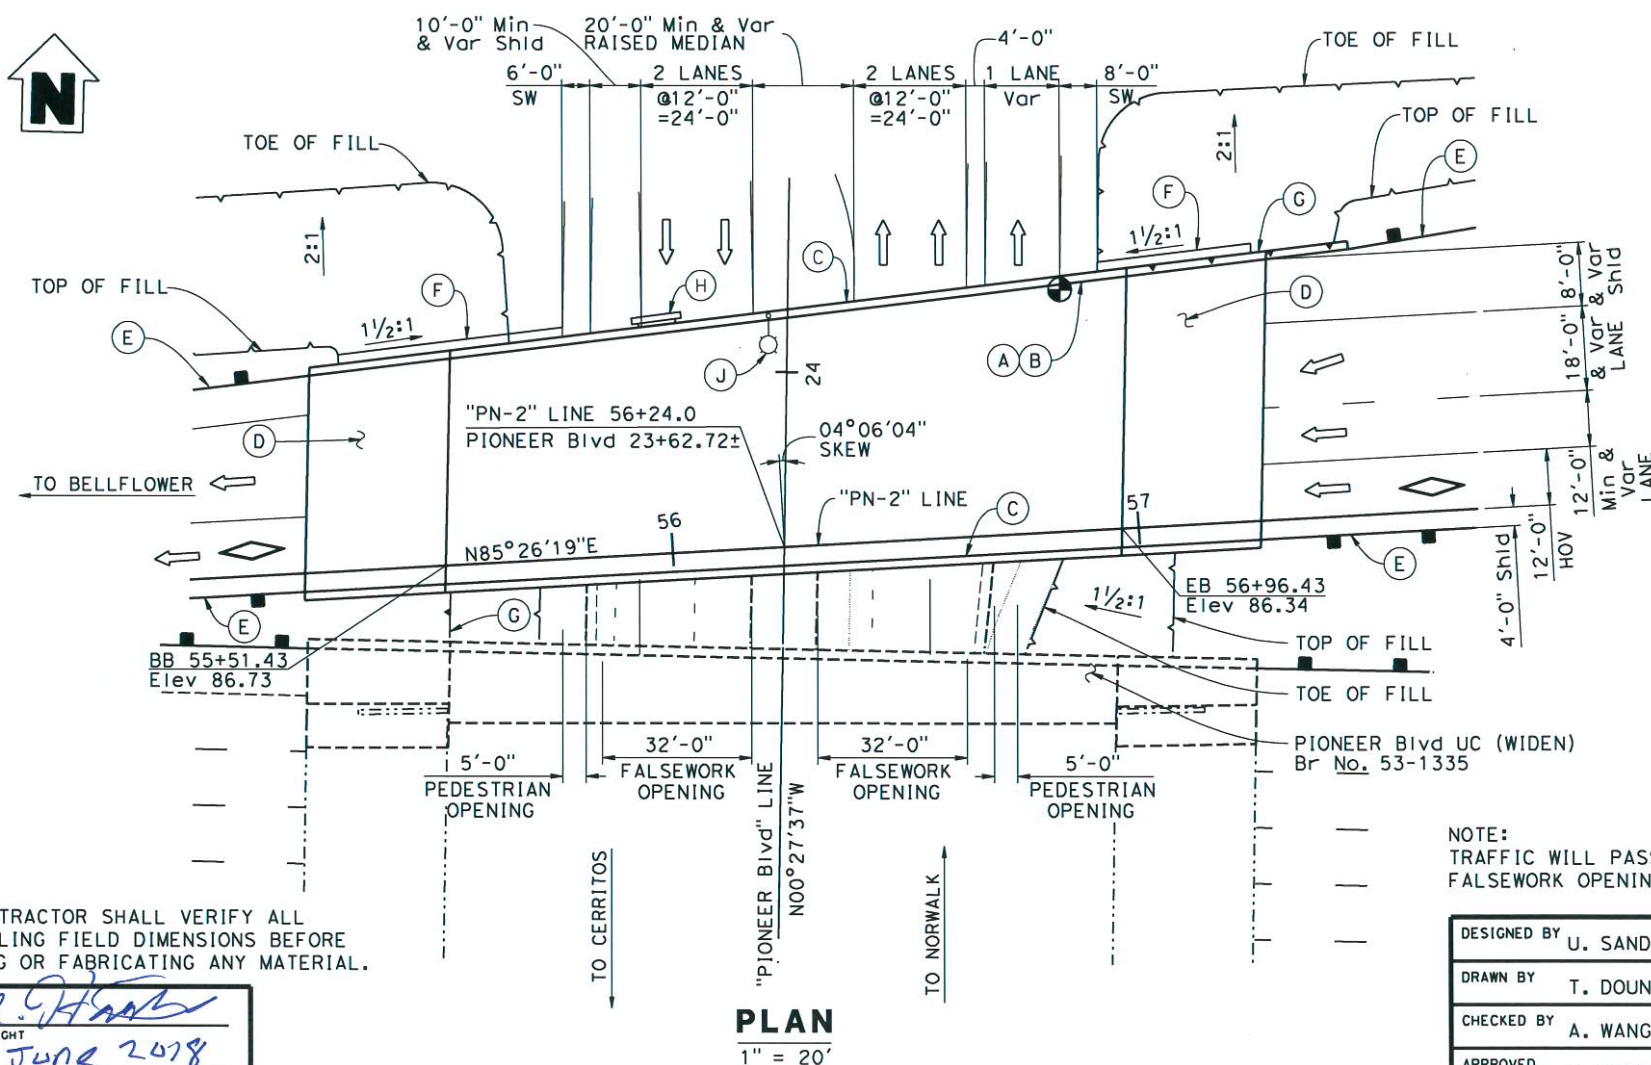 N
10'-0" Min
& Var Shld
20'-0" Min & Var
RAISED MEDIAN
4'-0"
TOE OF FILL
6'-0"
SW
2 LANES
@12'-0"
=24'-0"
2 LANES
@12'-0"
=24'-0"
1 LANE
Var
8'-0"
SW
TOE OF FILL
2:1
TOP OF FILL
E
2:1
F
G
1½:1
8'-0"
& Var
Shld
C
TOP OF FILL
F
H
D
1½:1
E
J
A
B
18'-0"
& Var
LANE
24
"PN-2" LINE 56+24.0
PIONEER Blvd 23+62.72±
04°06'04"
SKEW
D
TO BELLFLOWER
12'-0"
Min &
Var
LANE
"PN-2" LINE
C
57
56
N85°26'19"E
12'-0"
HOV
4'-0" Shld
E
EB 56+96.43
Elev 86.34
1½:1
E
G
BB 55+51.43
Elev 86.73
TOP OF FILL
TOE OF FILL
PIONEER Blvd UC (WIDEN)
Br No. 53-1335
5'-0"
PEDESTRIAN
OPENING
32'-0"
FALSEWORK
OPENING
32'-0"
FALSEWORK
OPENING
5'-0"
PEDESTRIAN
OPENING
"PIONEER Blvd" LINE
N00°27'37"W
TO CERRITOS
TO NORWALK
NOTE:
TRAFFIC WILL PAS
FALSEWORK OPENIN
TRACTOR SHALL VERIFY ALL
LING FIELD DIMENSIONS BEFORE
G OR FABRICATING ANY MATERIAL.
GHT
June 2018
PLAN
1" = 20'
DESIGNED BY U. SAND
DRAWN BY T. DOUN
CHECKED BY A. WANG
APPROVED